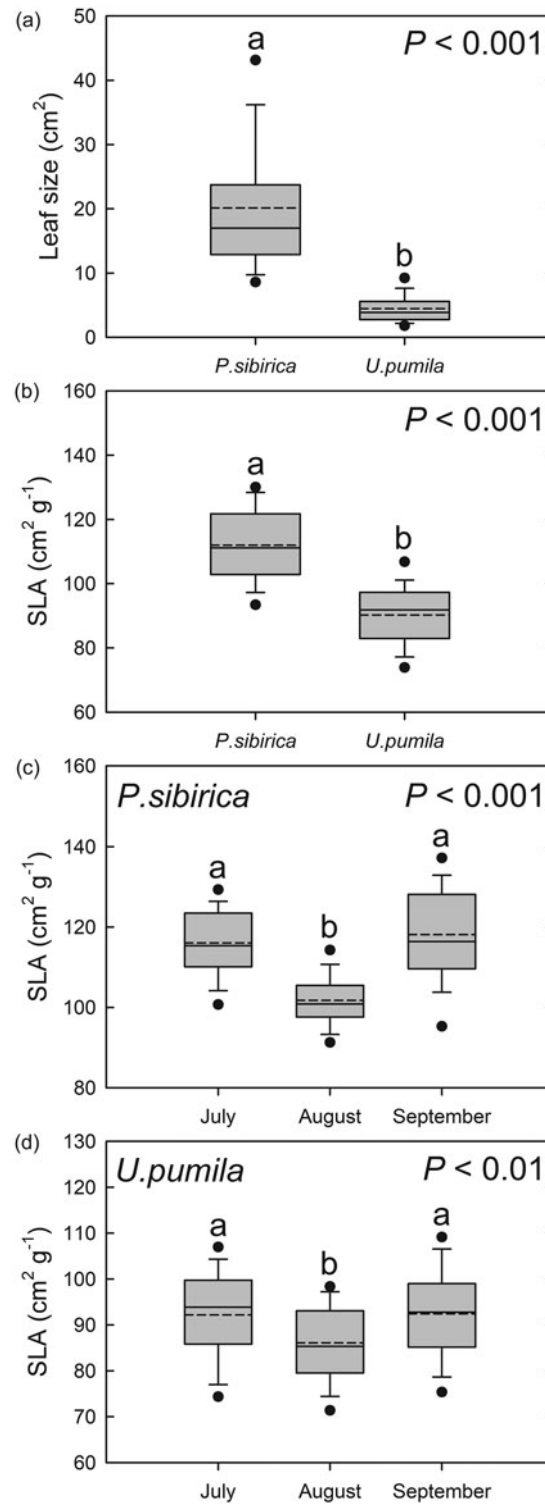 (a)
a
P < 0.001
b
Leaf size (cm²)
50
40
30
20
10
0
P.sibirica
U.pumila
(b)
a
P < 0.001
b
SLA (cm² g⁻¹)
160
140
120
100
80
60
P.sibirica
U.pumila
(c)
P.sibirica
P < 0.001
a
b
a
SLA (cm² g⁻¹)
160
140
120
100
80
July
August
September
(d)
U.pumila
P < 0.01
a
b
a
SLA (cm² g⁻¹)
130
120
110
100
90
80
70
60
July
August
September